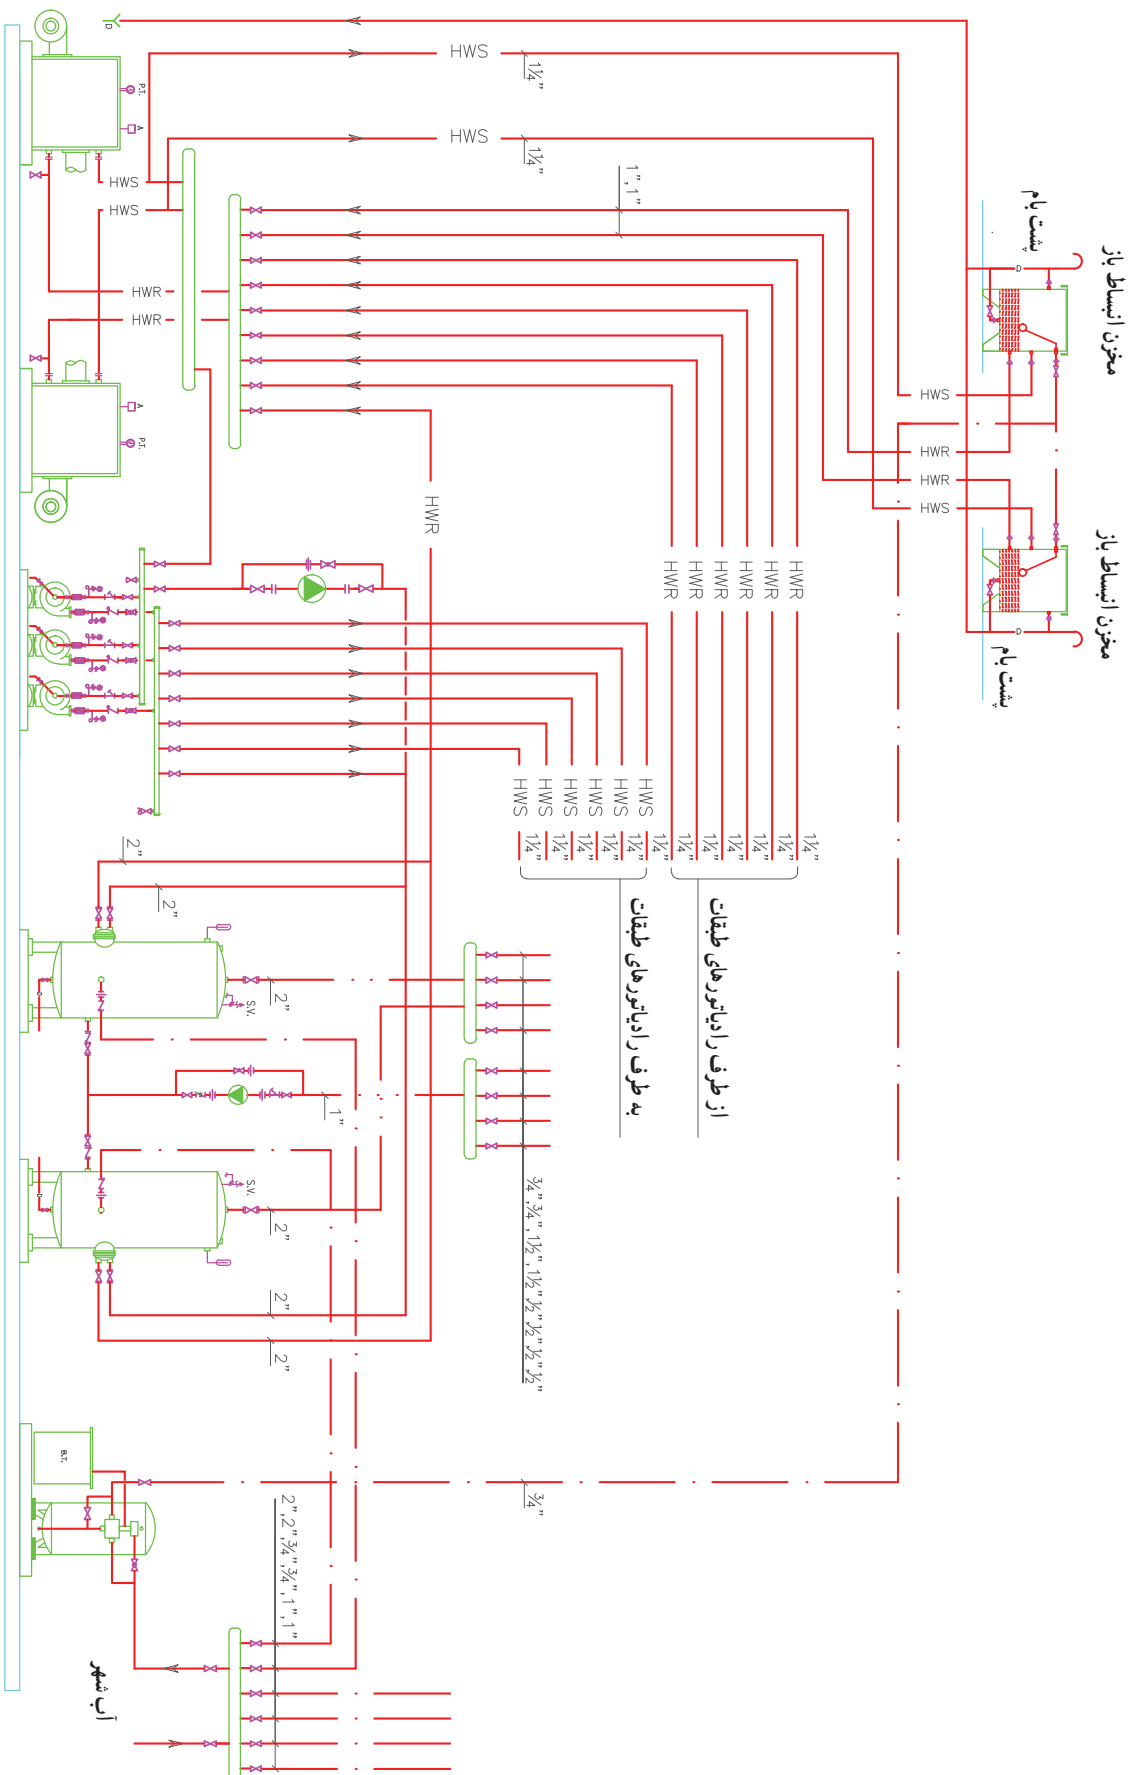 مخزن انبساط باز
مخزن انبساط باز
پشت بام
پشت بام
D
D
HWS
HWR
HWR
HWS
HWS
1¼”
HWS
1¼”
1”,1”
D
P.T.
A
HWS
HWS
HWR
HWR
A
P.T.
HWR
HWR
HWR
HWR
HWR
HWR
HWR
HWS
HWS
HWS
HWS
HWS
HWS
1¼”
1¼”
1¼”
1¼”
1¼”
1¼”
1¼”
1¼”
1¼”
1¼”
1¼”
1¼”
از طرف رادیاتورهای طبقات
به طرف رادیاتورهای طبقات
2”
2”
2”
S.V.
D
1”
S.V.
D
2”
2”
2”
¾”,¾”,1½”,1½”,½”,½”,½”,½”
¾”
B.T.
2”,2”,¾”,¾”,1”,1”
آب شهر